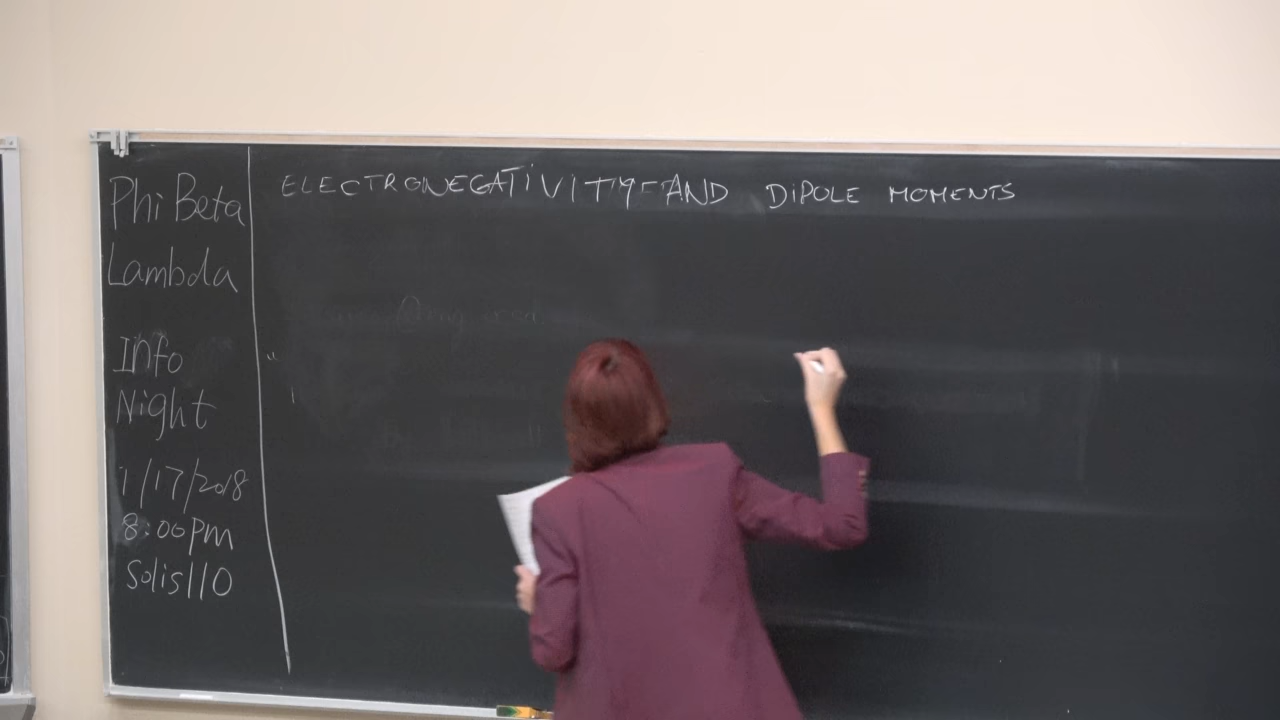 Phi Beta
Lambda
Info
Night
1/17/2018
8:00pm
Solis 110
ELECTRONEGATIVITY AND DIPOLE MOMENTS